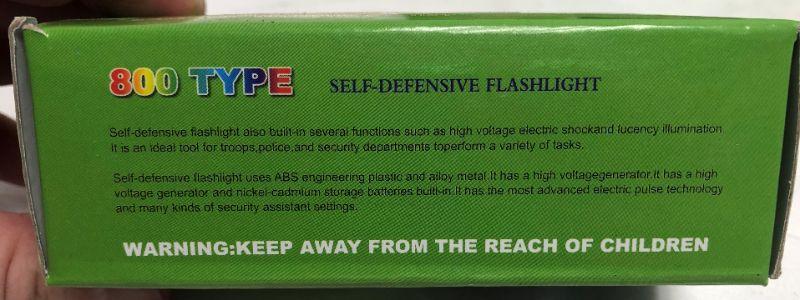 800 TYPE SELF-DEFENSIVE FLASHLIGHT
Self-defensive flashlight also built-in several functions such as high voltage electric shockand lucency illumination.
It is an ideal tool for troops,police,and security departments toperform a variety of tasks.
Self-defensive flashlight uses ABS engineering plastic and alloy metal.It has a high voltagegenerator.It has a high
voltage generator and nickel-cadmium storage batteries built-in.It has the most advanced electric pulse technology
and many kinds of security assistant settings.
WARNING:KEEP AWAY FROM THE REACH OF CHILDREN